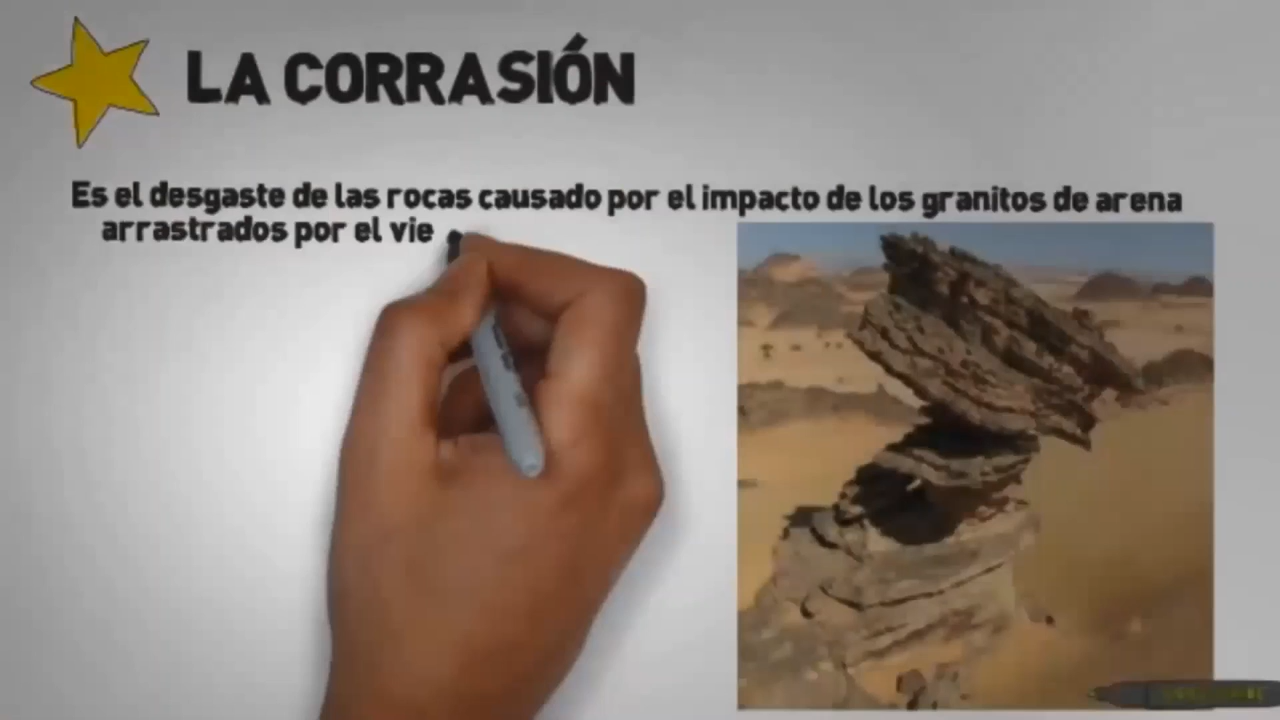 LA CORRASIÓN
Es el desgaste de las rocas causado por el impacto de los granitos de arena
arrastrados por el vie